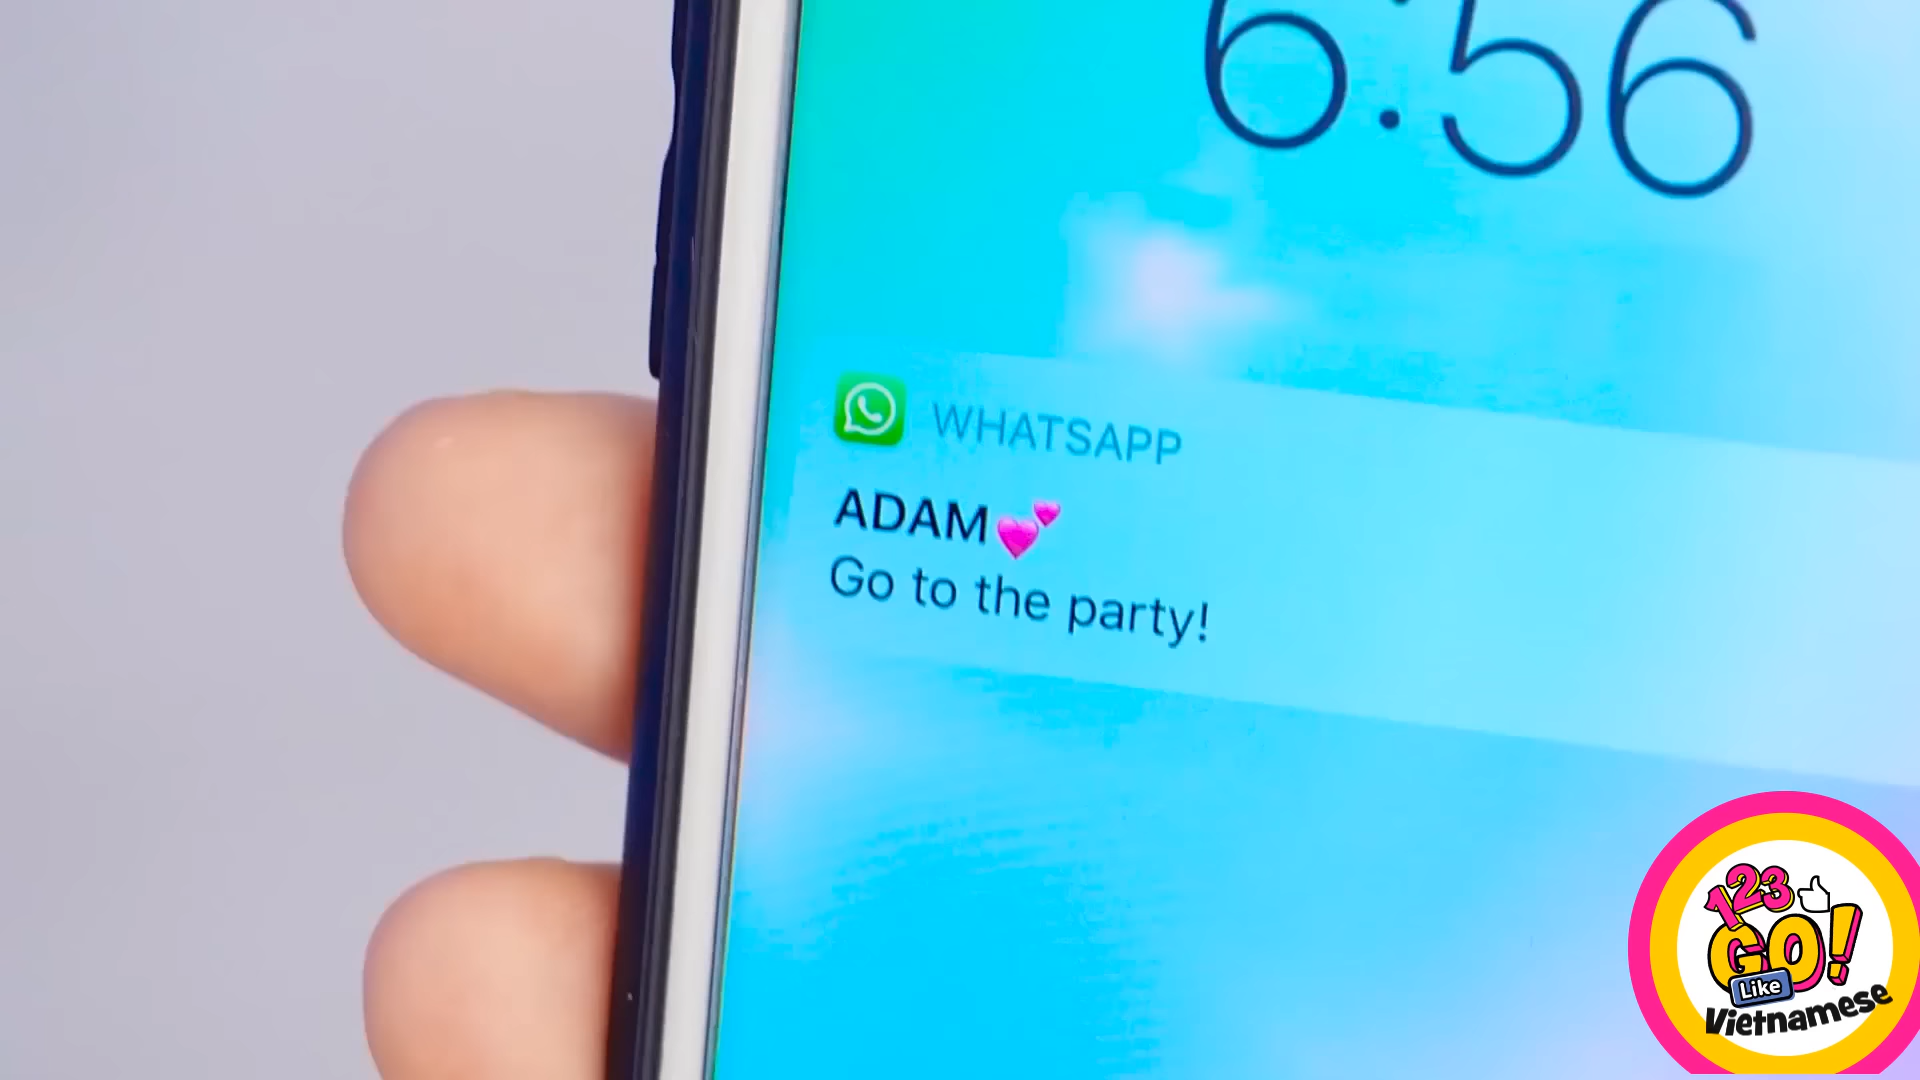 6:56
WHATSAPP
ADAM💕
Go to the party!
123
GO!
Like
Vietnamese